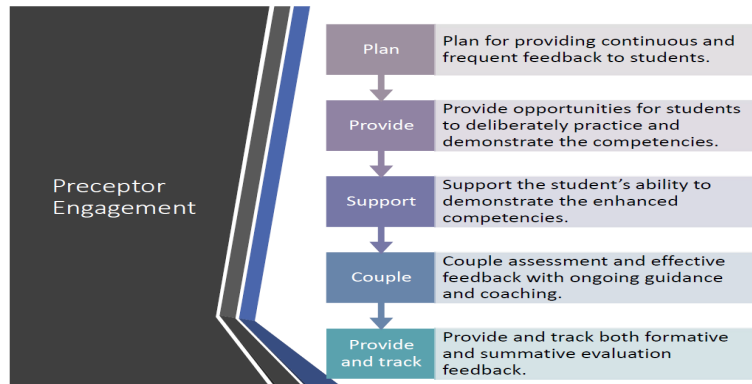 Preceptor
Engagement
Plan
Plan for providing continuous and
frequent feedback to students.
Provide
Provide opportunities for students
to deliberately practice and
demonstrate the competencies.
Support
Support the student's ability to
demonstrate the enhanced
competencies.
Couple
Couple assessment and effective
feedback with ongoing guidance
and coaching.
Provide
and track
Provide and track both formative
and summative evaluation
feedback.